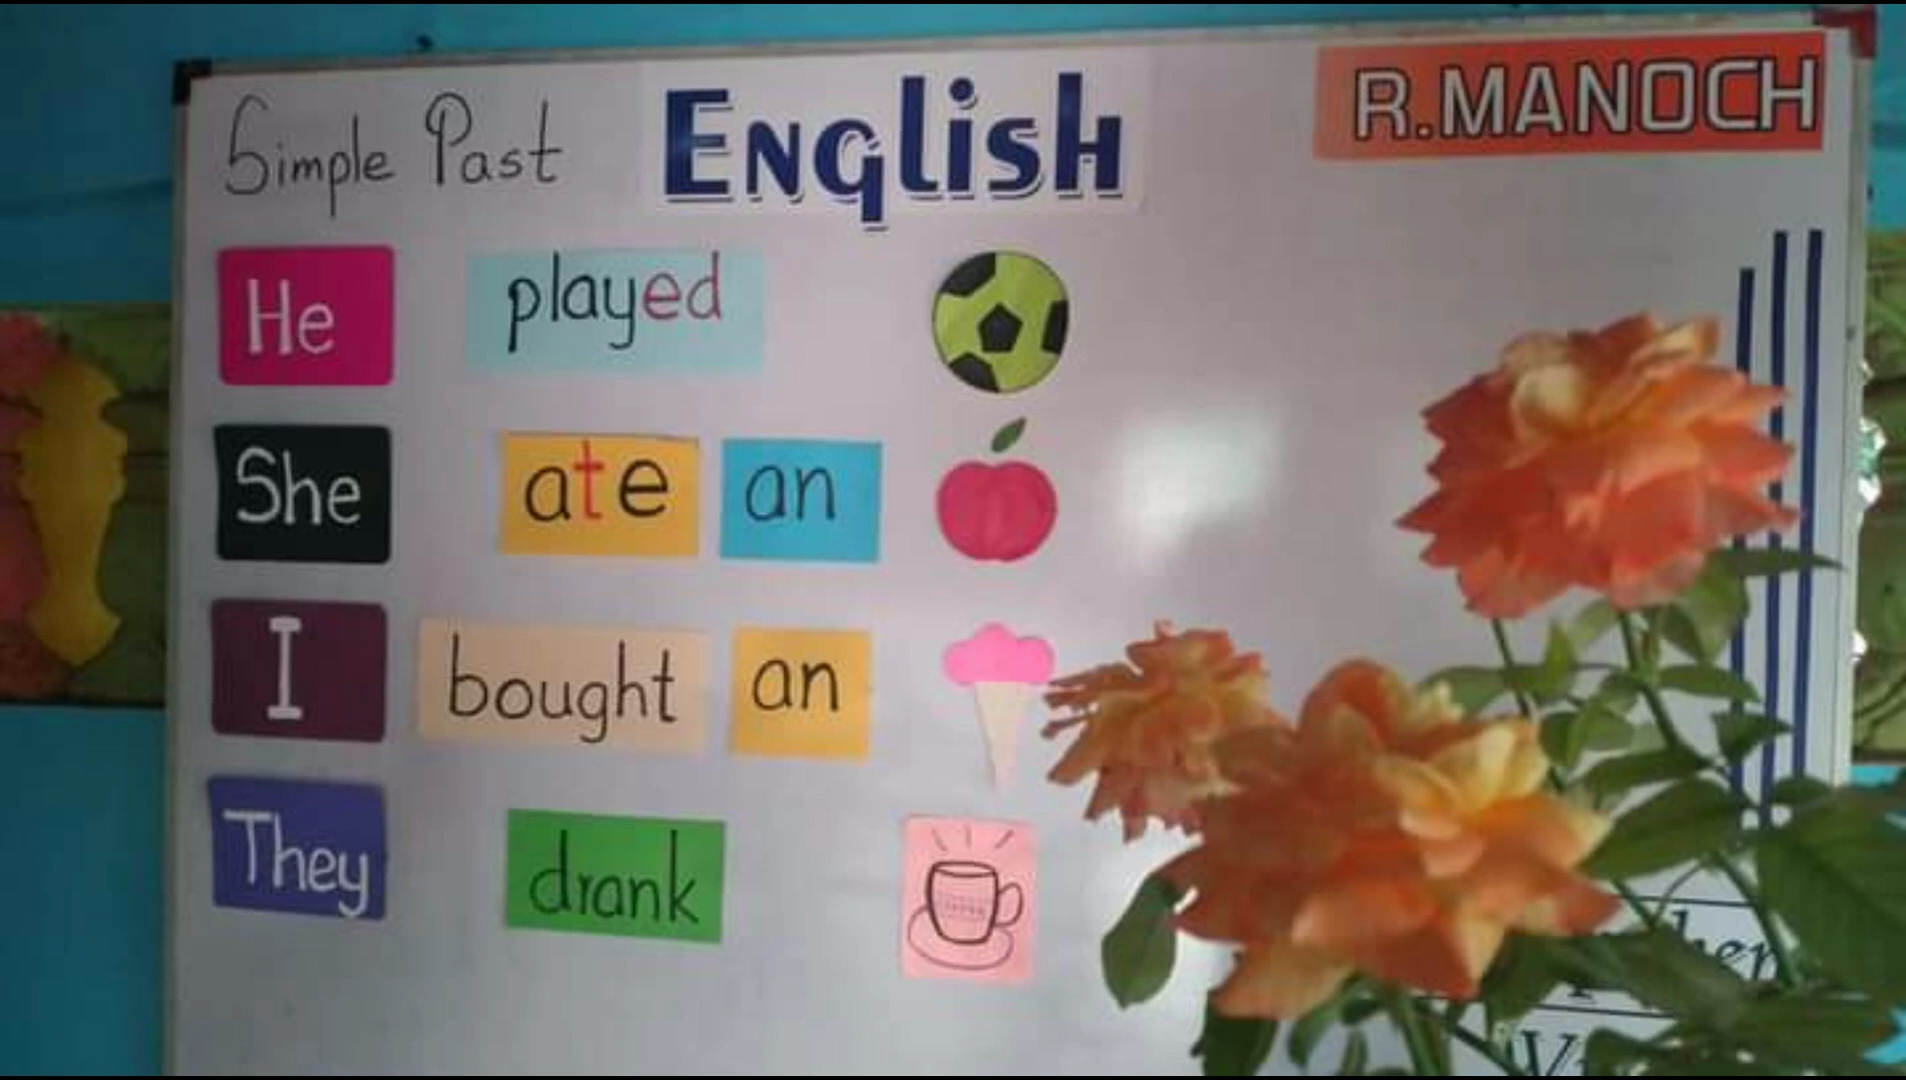 Simple Past English R.MANOCH
He played
She ate an
I bought an
They drank